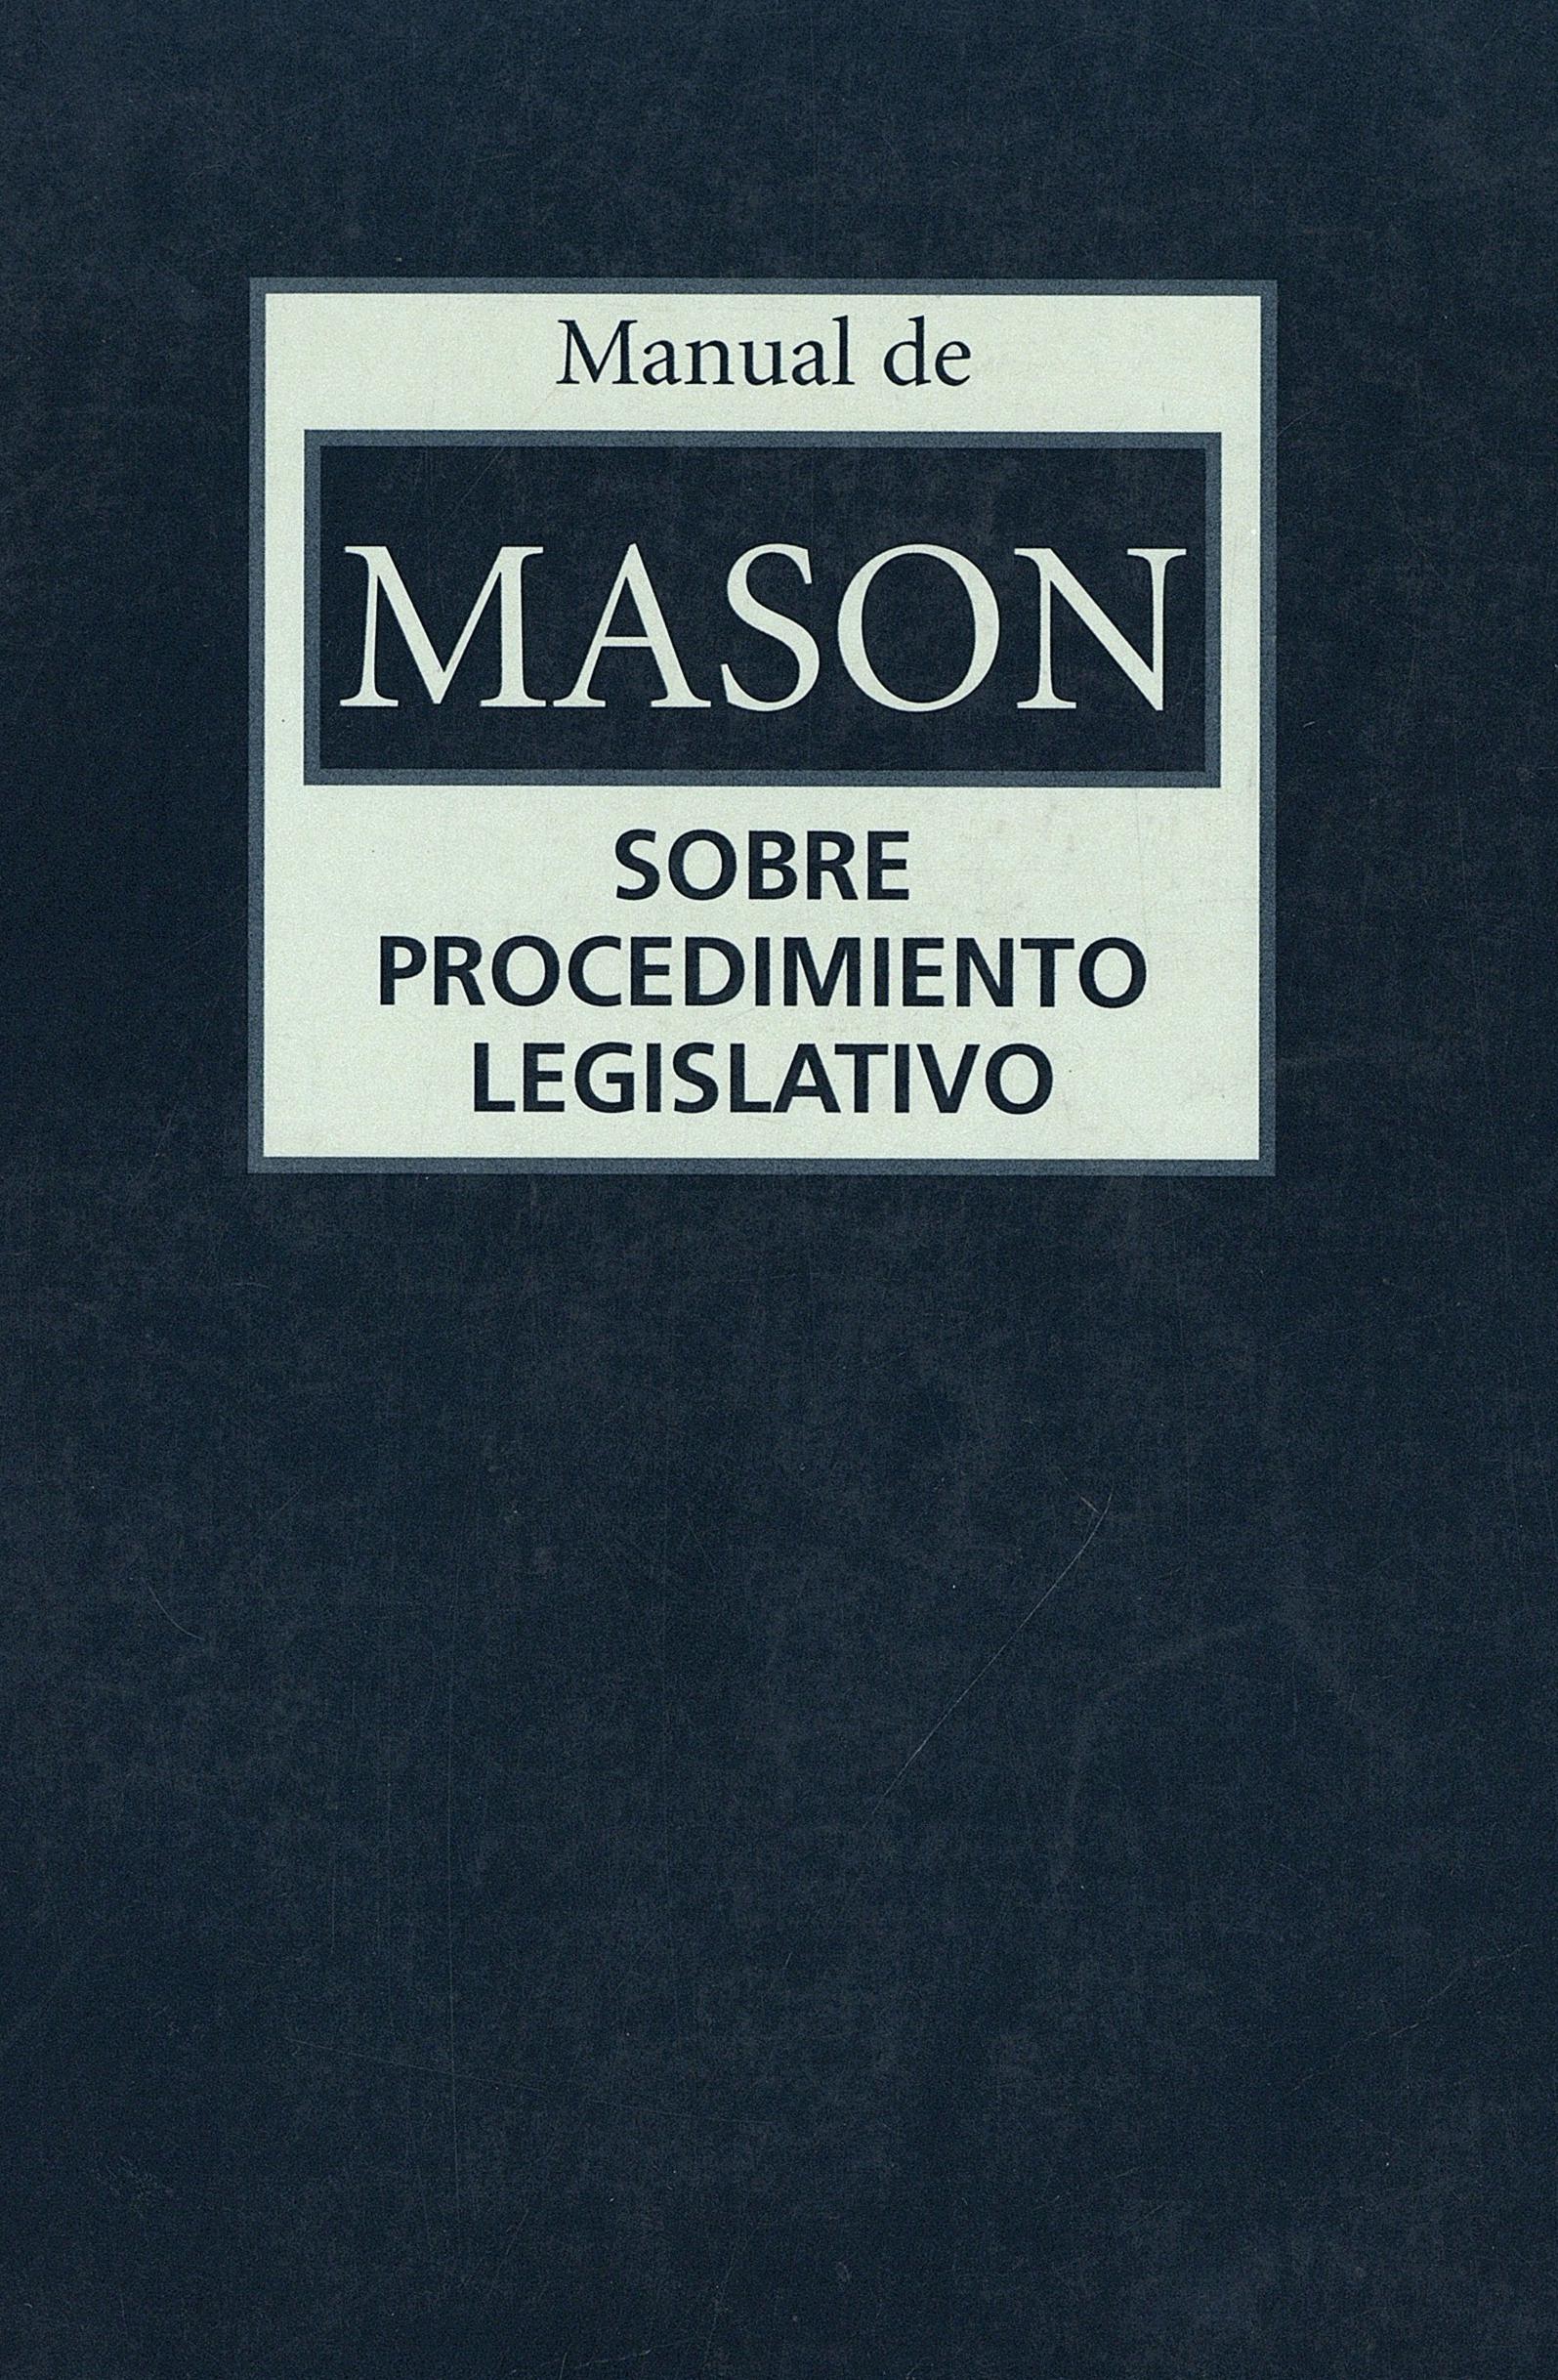 Manual de
MASON
SOBRE
PROCEDIMIENTO
LEGISLATIVO